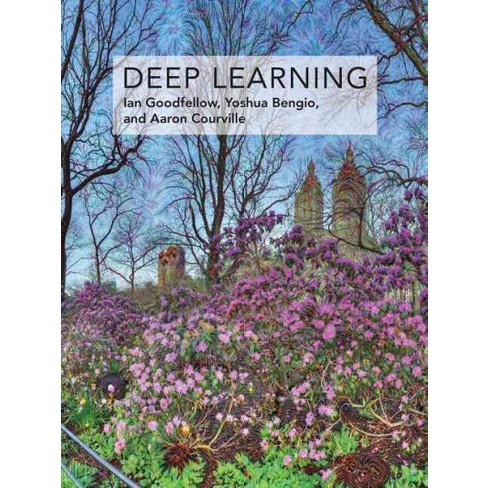 DEEP LEARNING
Ian Goodfellow, Yoshua Bengio,
and Aaron Courville